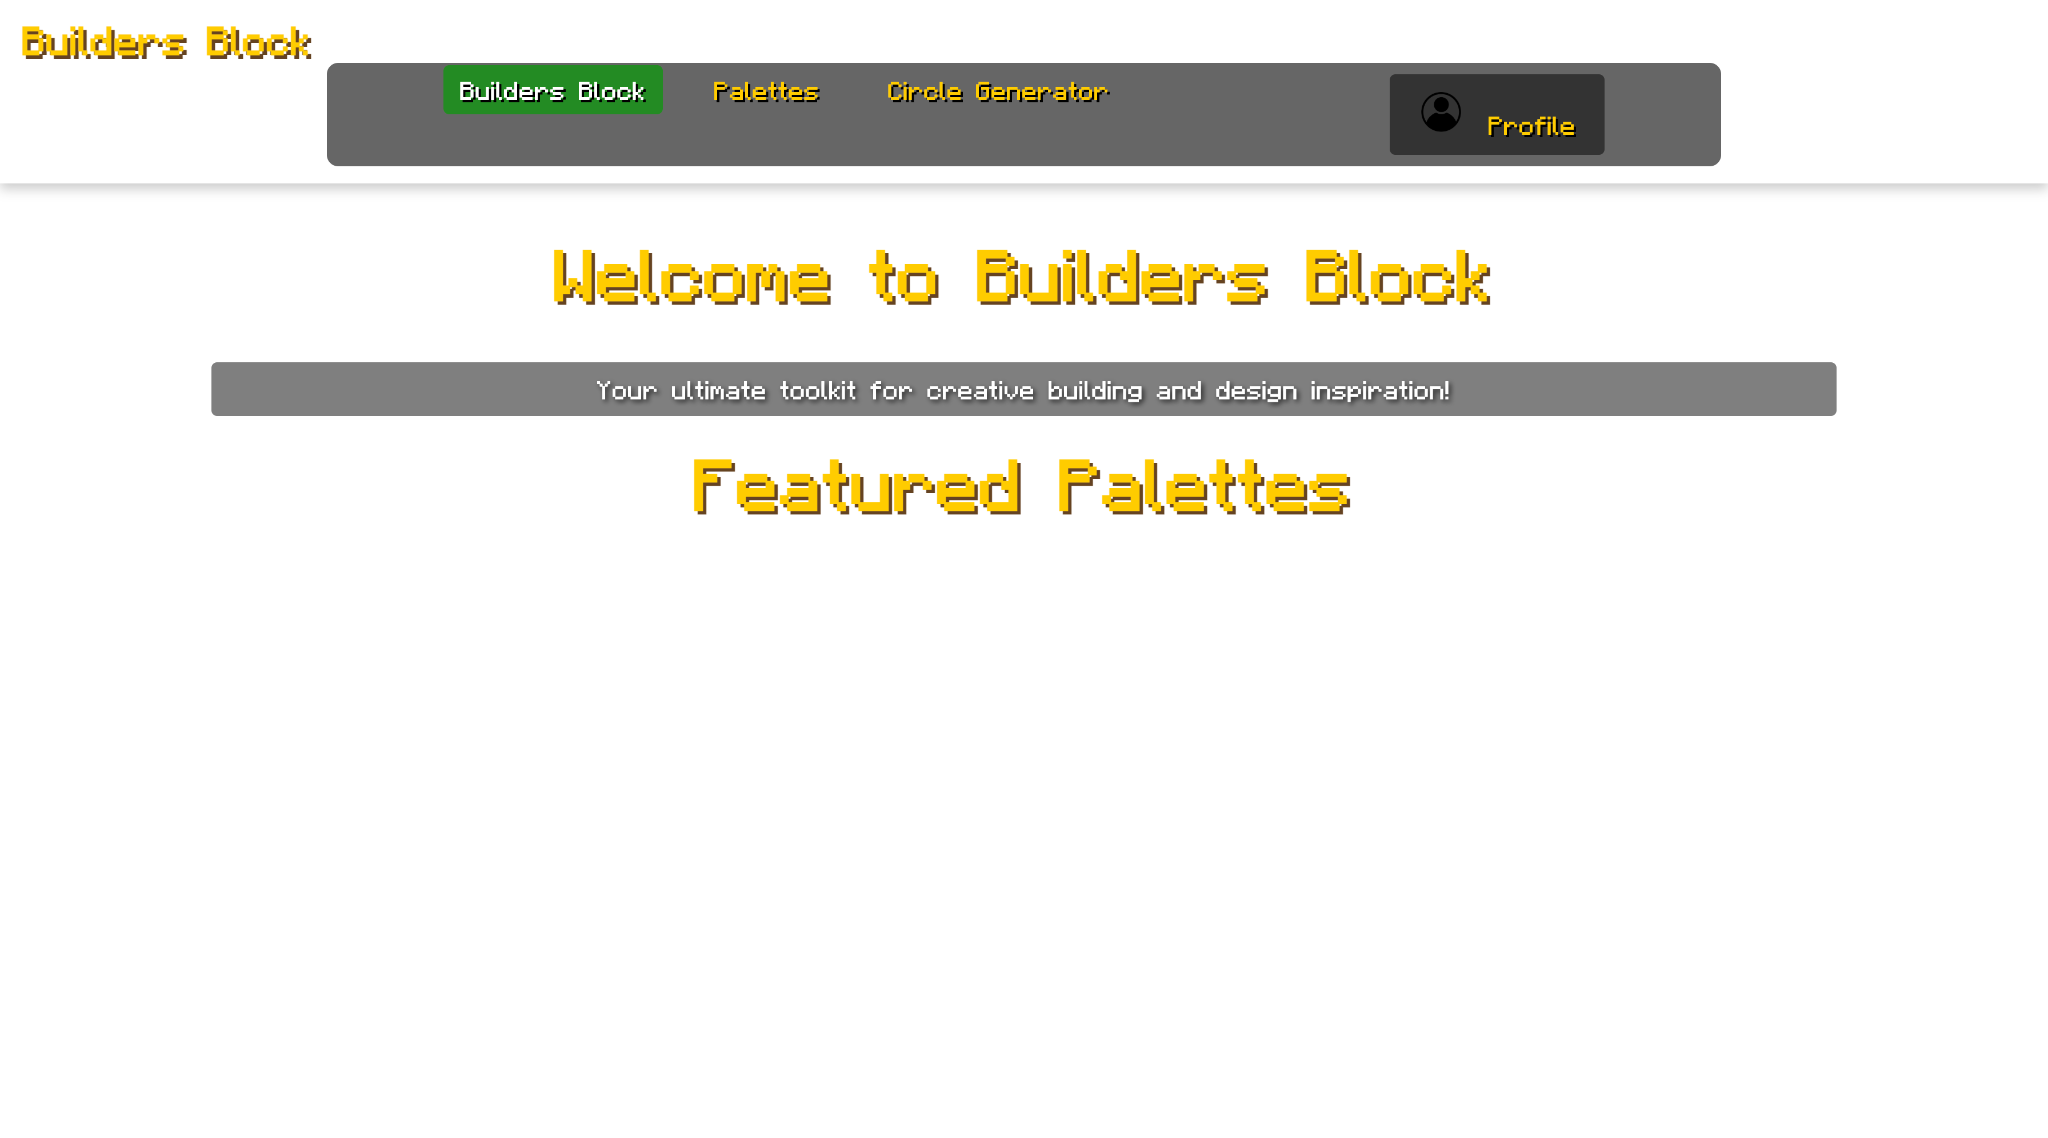 Builders Block
Builders Block Palettes Circle Generator
Profile
Welcome to Builders Block
Your ultimate toolkit for creative building and design inspiration!
Featured Palettes